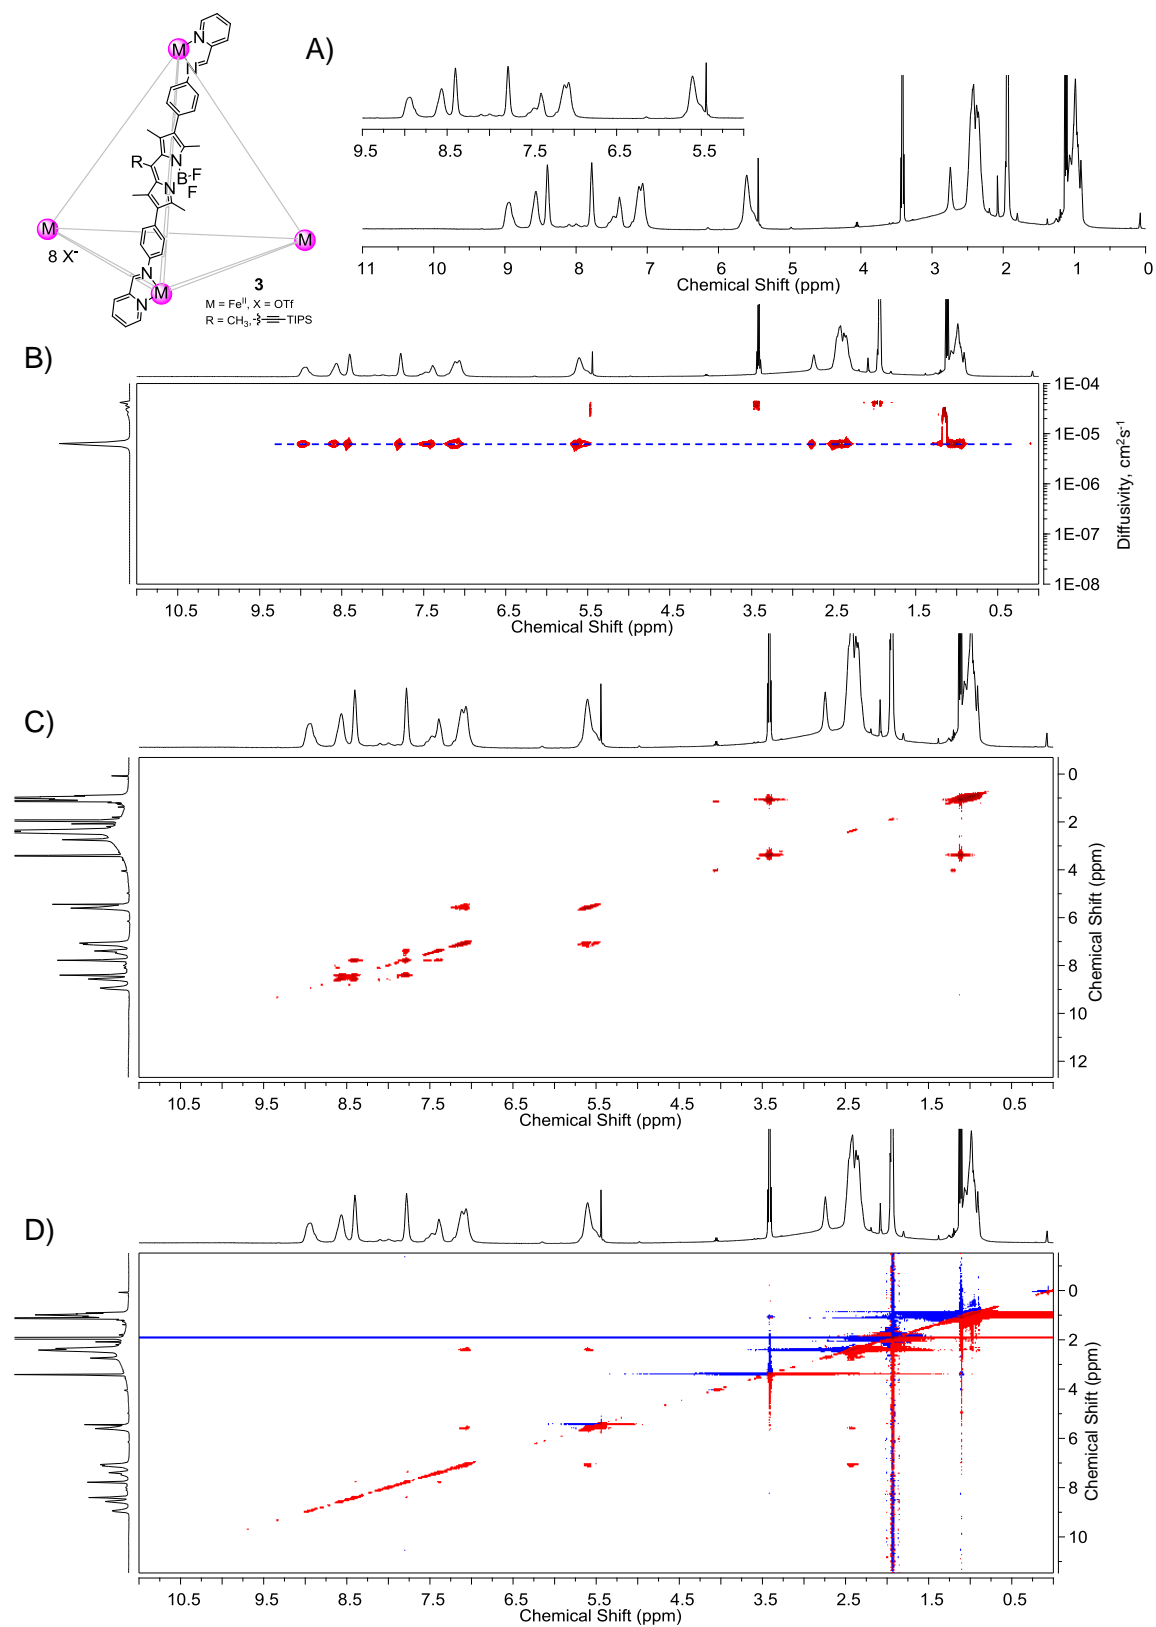 A)
N
M
N
R
N
B
F
N
F
M
M
8 X-
N
M
N
3
M = FeII, X = OTf
R = CH3, TIPS
9.5 8.5 7.5 6.5 5.5
11 10 9 8 7 6 5 4 3 2 1 0
Chemical Shift (ppm)
B)
1E-04
1E-05
1E-06
1E-07
1E-08
Diffusivity, cm2s-1
10.5 9.5 8.5 7.5 6.5 5.5 4.5 3.5 2.5 1.5 0.5
Chemical Shift (ppm)
C)
0
2
4
6
8
10
12
Chemical Shift (ppm)
10.5 9.5 8.5 7.5 6.5 5.5 4.5 3.5 2.5 1.5 0.5
Chemical Shift (ppm)
D)
0
2
4
6
8
10
Chemical Shift (ppm)
10.5 9.5 8.5 7.5 6.5 5.5 4.5 3.5 2.5 1.5 0.5
Chemical Shift (ppm)